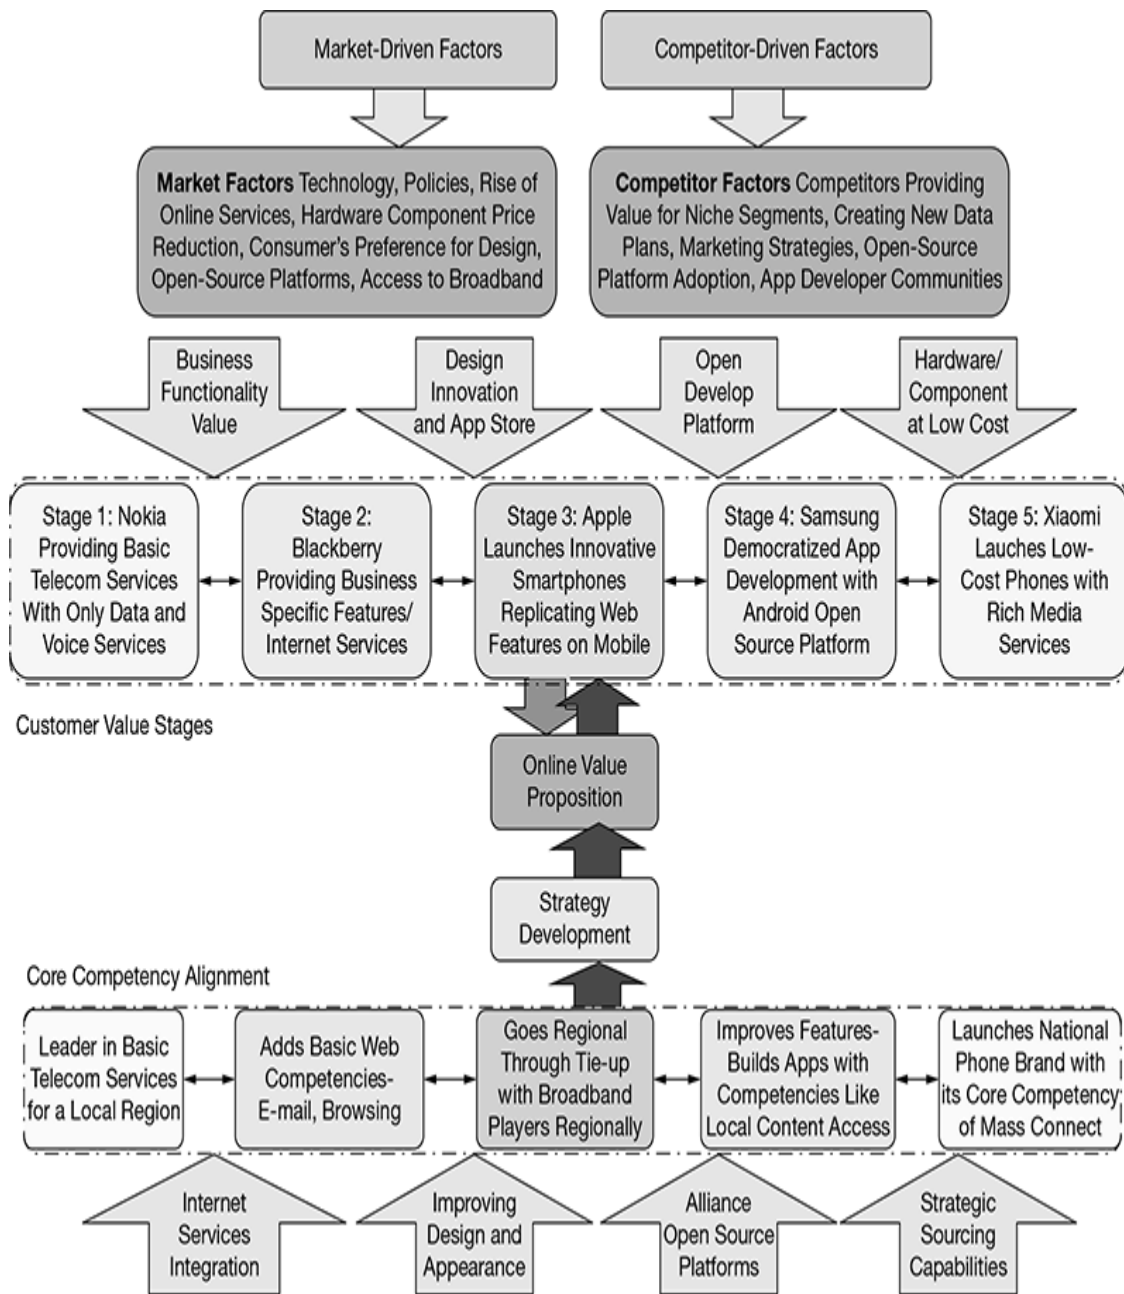 Market-Driven Factors
Competitor-Driven Factors
Market Factors Technology, Policies, Rise of
Online Services, Hardware Component Price
Reduction, Consumer's Preference for Design,
Open-Source Platforms, Access to Broadband
Competitor Factors Competitors Providing
Value for Niche Segments, Creating New Data
Plans, Marketing Strategies, Open-Source
Platform Adoption, App Developer Communities
Business
Functionality
Value
Design
Innovation
and App Store
Open
Develop
Platform
Hardware/
Component
at Low Cost
Stage 1: Nokia
Providing Basic
Telecom Services
With Only Data and
Voice Services
Stage 2:
Blackberry
Providing Business
Specific Features/
Internet Services
Stage 3: Apple
Launches Innovative
Smartphones
Replicating Web
Features on Mobile
Stage 4: Samsung
Democratized App
Development with
Android Open
Source Platform
Stage 5: Xiaomi
Lauches Low-
Cost Phones with
Rich Media
Services
Customer Value Stages
Online Value
Proposition
Strategy
Development
Core Competency Alignment
Leader in Basic
Telecom Services
for a Local Region
Adds Basic Web
Competencies-
E-mail, Browsing
Goes Regional
Through Tie-up
with Broadband
Players Regionally
Improves Features-
Builds Apps with
Competencies Like
Local Content Access
Launches National
Phone Brand with
its Core Competency
of Mass Connect
Internet
Services
Integration
Improving
Design and
Appearance
Alliance
Open Source
Platforms
Strategic
Sourcing
Capabilities